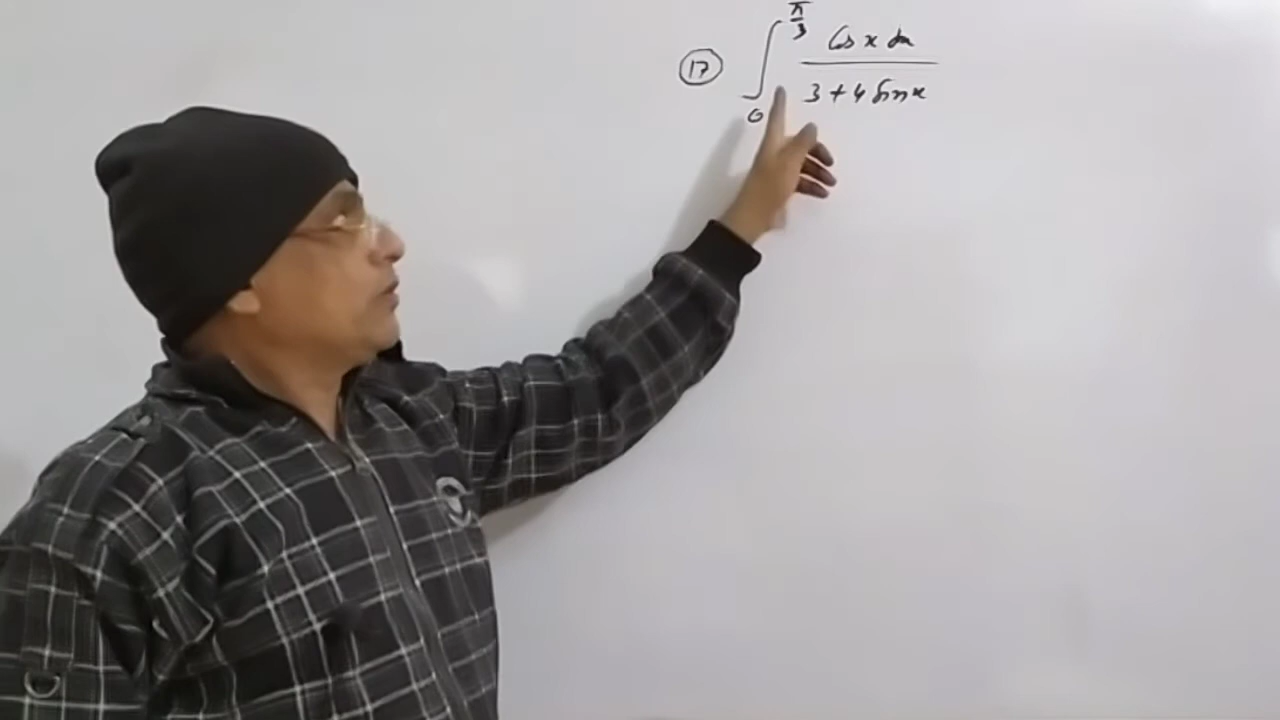 17 ∫ 0 π/3 Cos x dx
3 + 4 Sin x